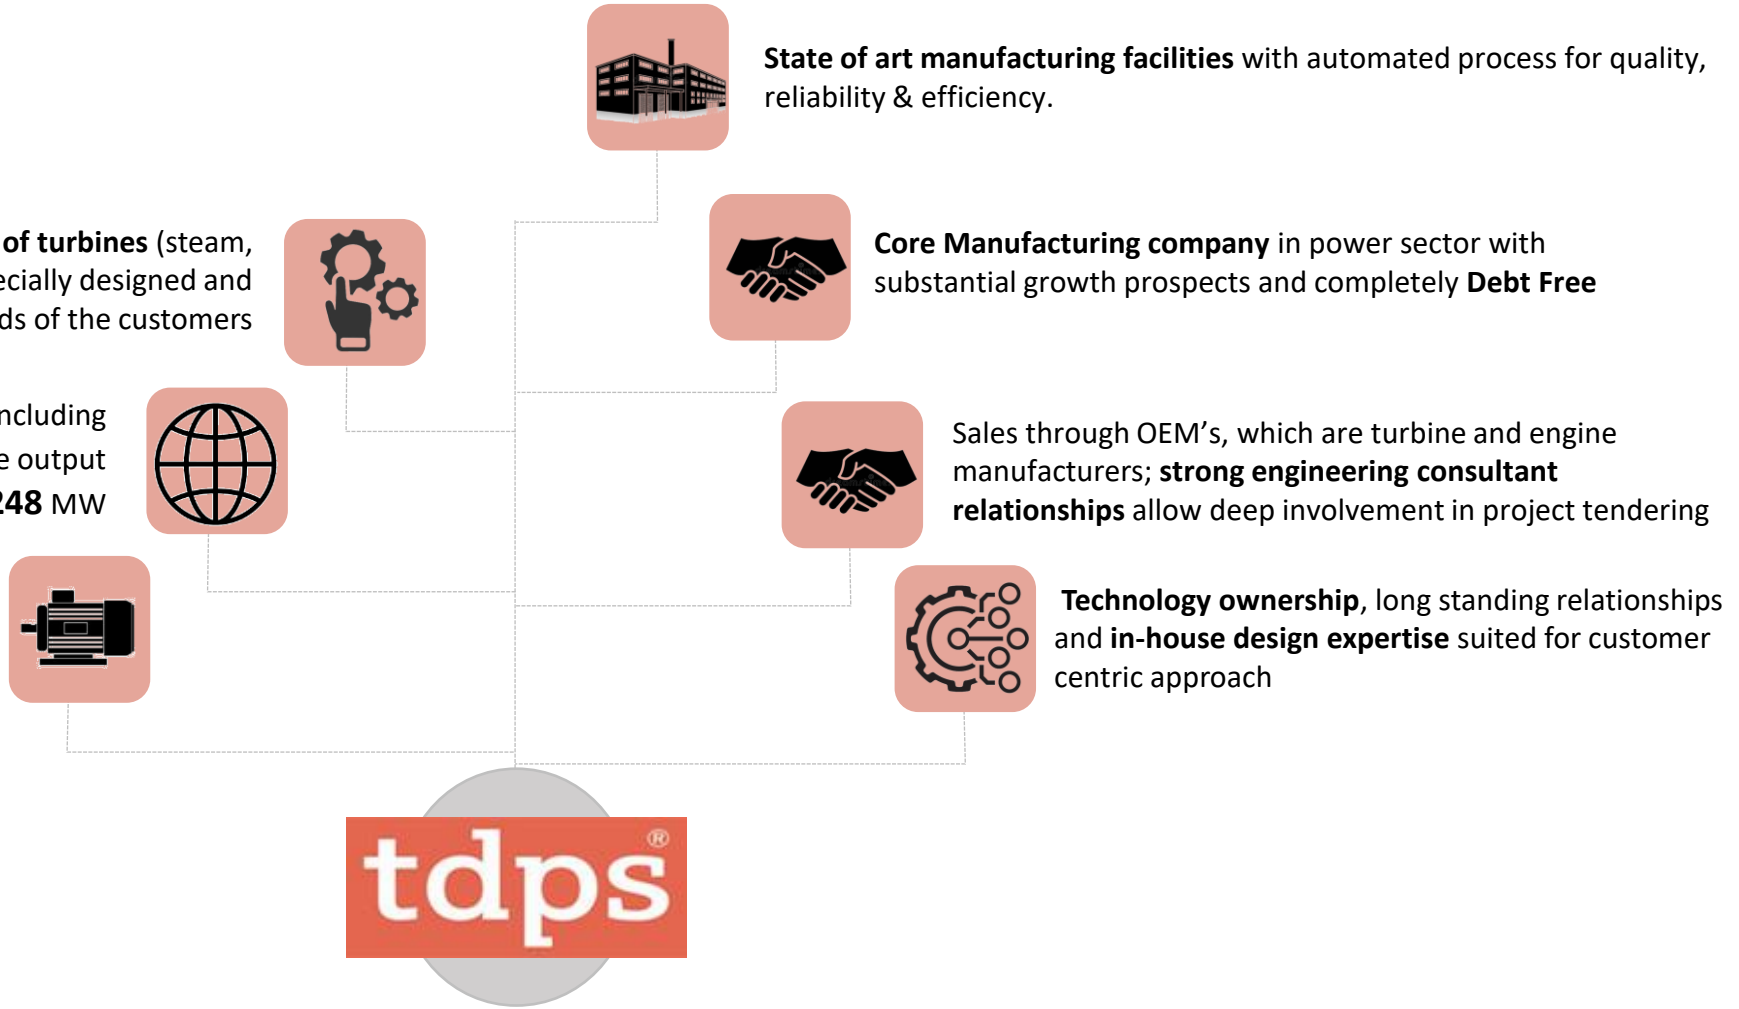 State of art manufacturing facilities with automated process for quality,
reliability & efficiency.
of turbines (steam,
ecially designed and
ds of the customers
Core Manufacturing company in power sector with
substantial growth prospects and completely Debt Free
ncluding
e output
248 MW
Sales through OEM’s, which are turbine and engine
manufacturers; strong engineering consultant
relationships allow deep involvement in project tendering
Technology ownership, long standing relationships
and in-house design expertise suited for customer
centric approach
tdps®